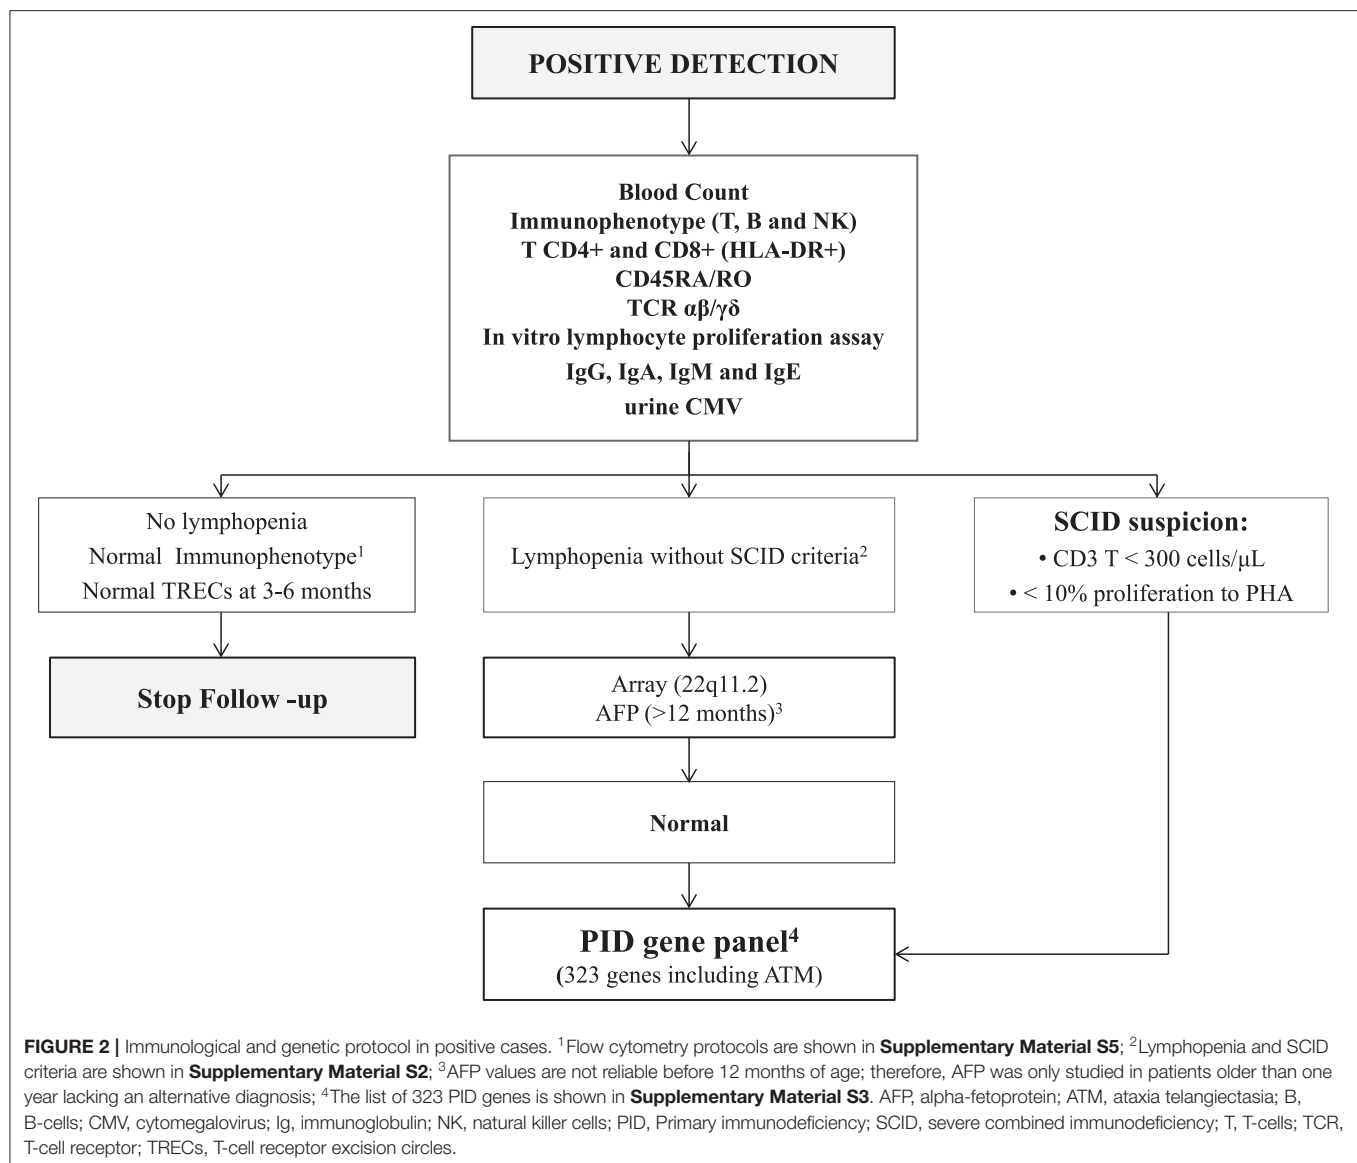 POSITIVE DETECTION
Blood Count
Immunophenotype (T, B and NK)
T CD4+ and CD8+ (HLA-DR+)
CD45RA/RO
TCR αβ/γδ
In vitro lymphocyte proliferation assay
IgG, IgA, IgM and IgE
urine CMV
No lymphopenia
Normal Immunophenotype¹
Normal TRECs at 3-6 months
Stop Follow -up
Lymphopenia without SCID criteria²
Array (22q11.2)
AFP (>12 months)³
Normal
SCID suspicion:
• CD3 T < 300 cells/µL
• < 10% proliferation to PHA
PID gene panel⁴
(323 genes including ATM)
FIGURE 2 | Immunological and genetic protocol in positive cases. ¹Flow cytometry protocols are shown in Supplementary Material S5; ²Lymphopenia and SCID
criteria are shown in Supplementary Material S2; ³AFP values are not reliable before 12 months of age; therefore, AFP was only studied in patients older than one
year lacking an alternative diagnosis; ⁴The list of 323 PID genes is shown in Supplementary Material S3. AFP, alpha-fetoprotein; ATM, ataxia telangiectasia; B,
B-cells; CMV, cytomegalovirus; Ig, immunoglobulin; NK, natural killer cells; PID, Primary immunodeficiency; SCID, severe combined immunodeficiency; T, T-cells; TCR,
T-cell receptor; TRECs, T-cell receptor excision circles.